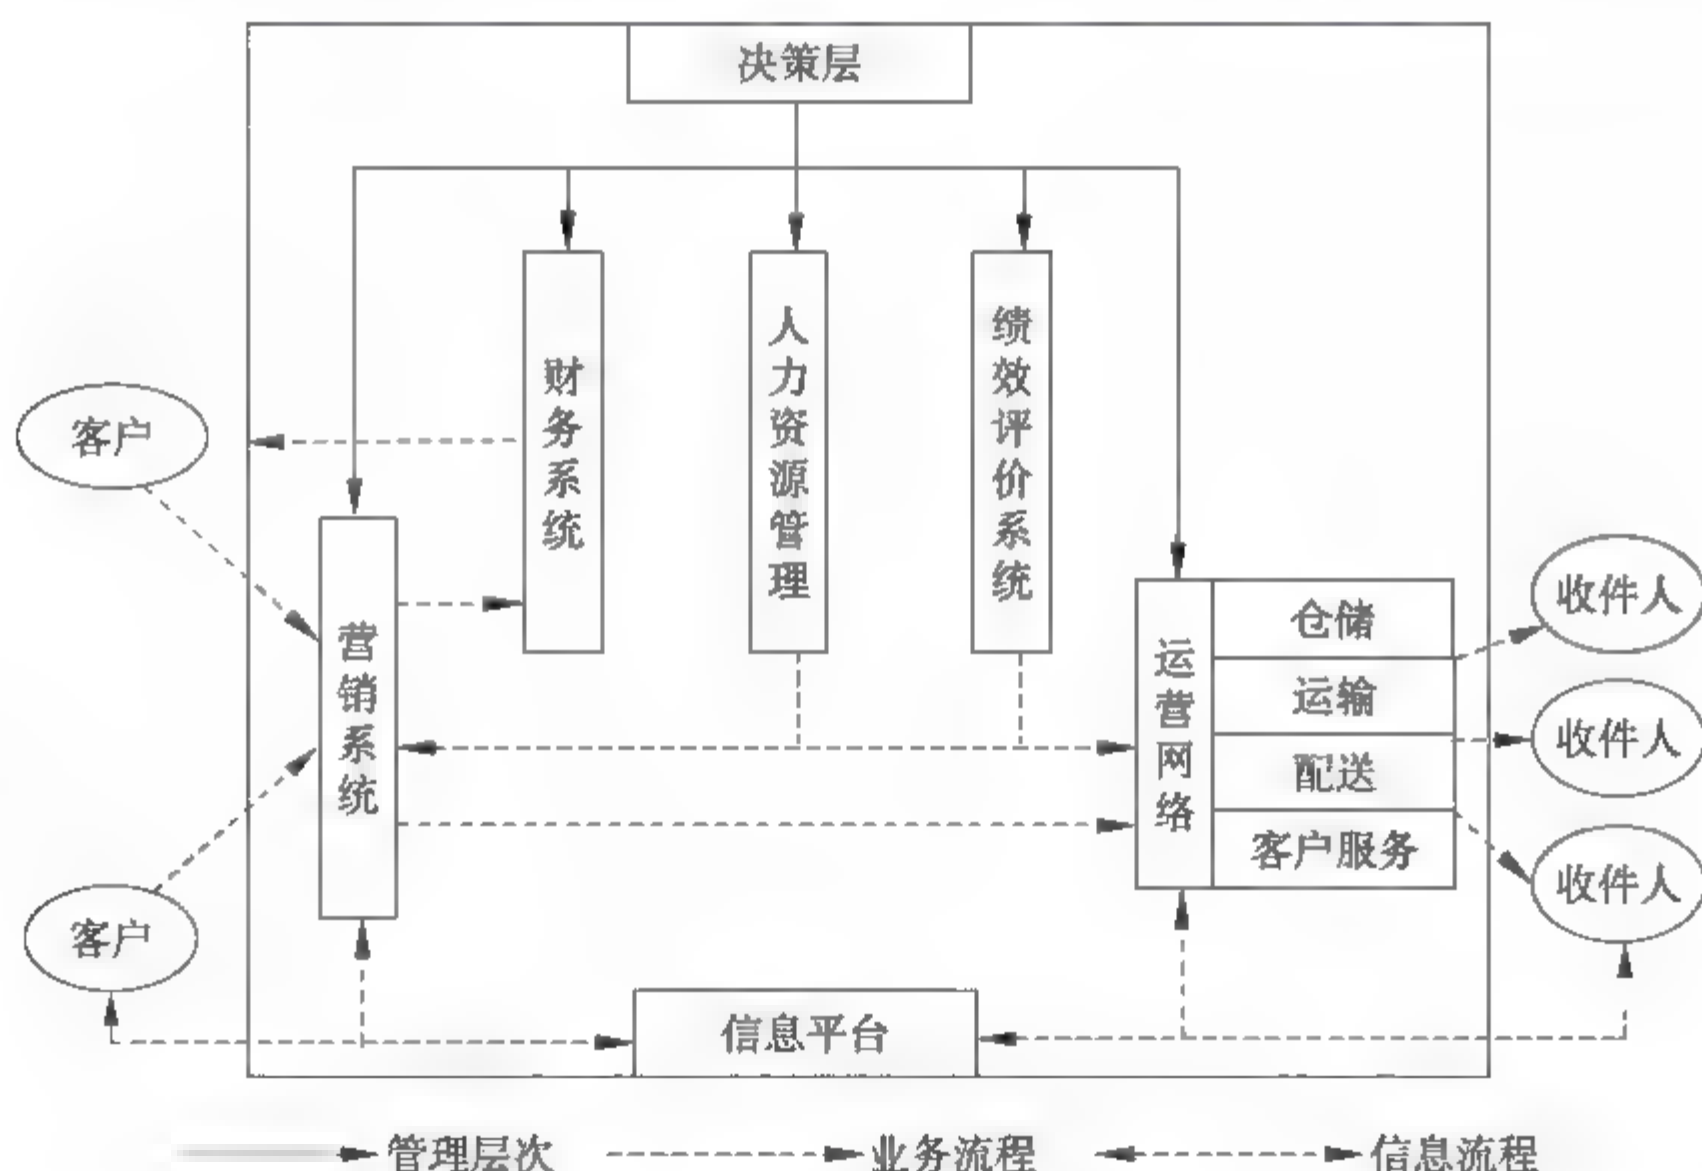 决策层
财务系统
人力资源管理
绩效评价系统
客户
营销系统
运营网络
仓储
运输
配送
客户服务
收件人
收件人
收件人
客户
信息平台
管理层次
业务流程
信息流程